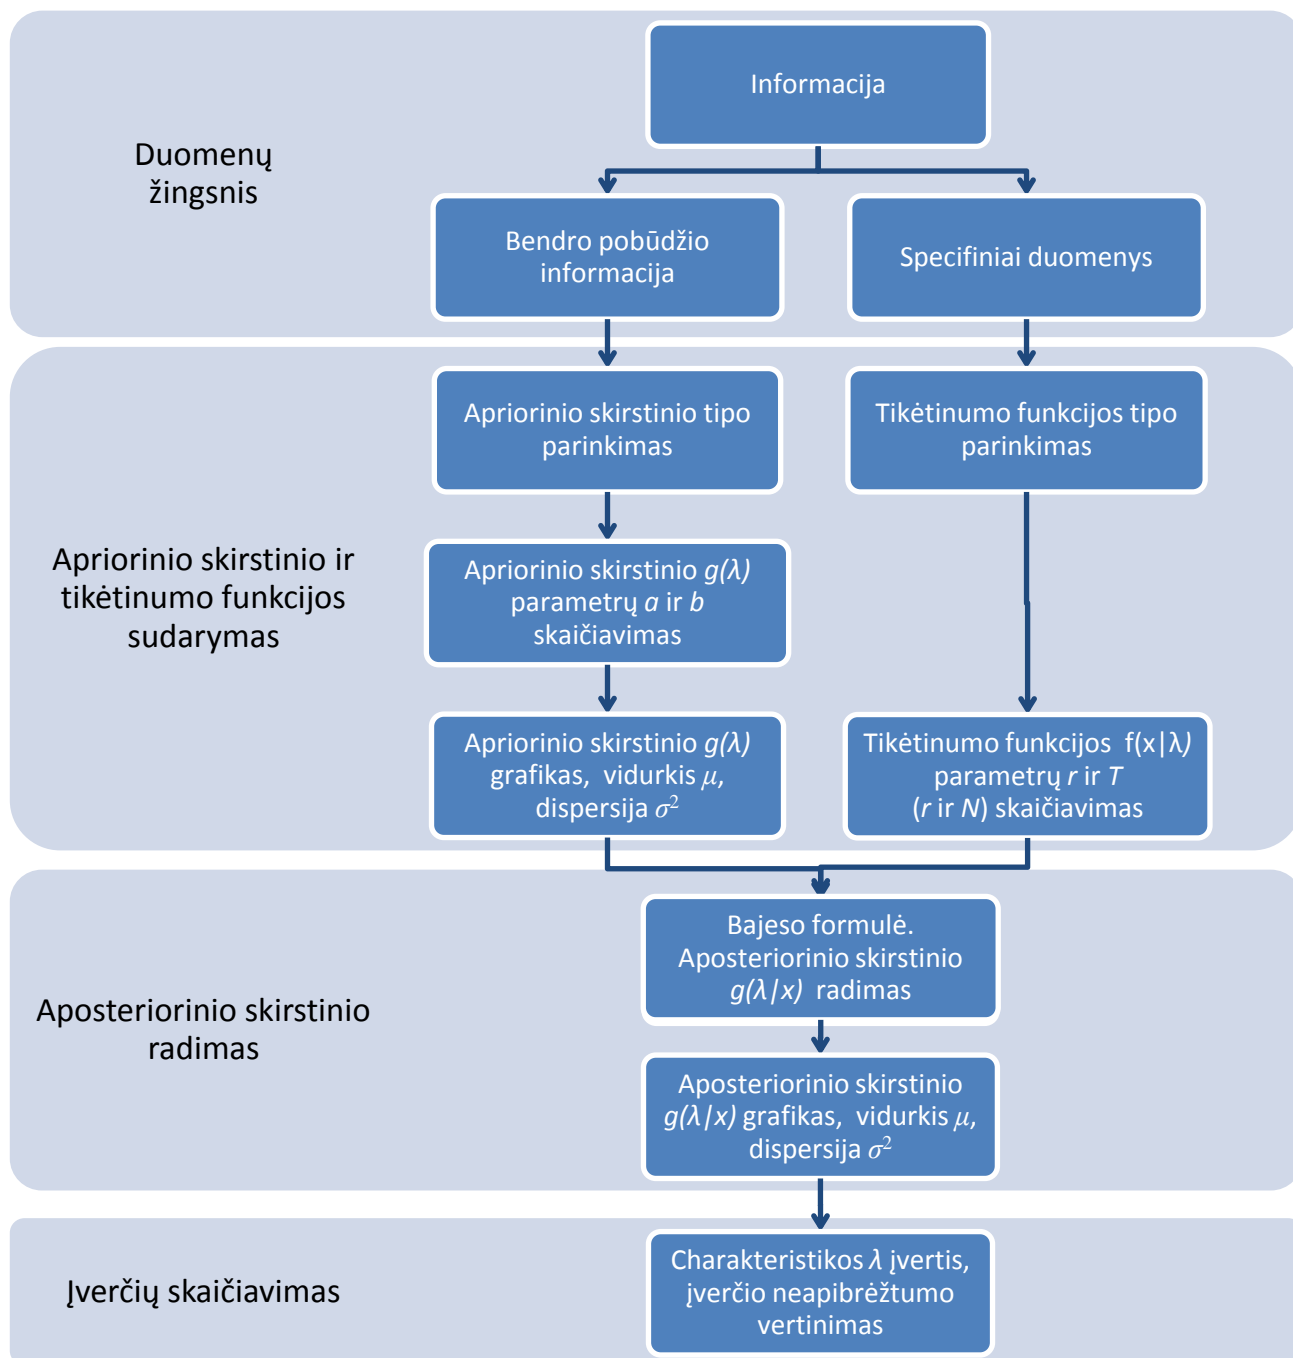 Informacija
Duomenų
žingsnis
Bendro pobūdžio
informacija
Specifiniai duomenys
Apriorinio skirstinio tipo
parinkimas
Tikėtinumo funkcijos tipo
parinkimas
Apriorinio skirstinio ir
tikėtinumo funkcijos
sudarymas
Apriorinio skirstinio g(λ)
parametrų a ir b
skaičiavimas
Apriorinio skirstinio g(λ)
grafikas, vidurkis μ,
dispersija σ²
Tikėtinumo funkcijos f(x|λ)
parametrų r ir T
(r ir N) skaičiavimas
Aposteriorinio skirstinio
radimas
Bajeso formulė.
Aposteriorinio skirstinio
g(λ|x) radimas
Aposteriorinio skirstinio
g(λ|x) grafikas, vidurkis μ,
dispersija σ²
Įverčių skaičiavimas
Charakteristikos λ įvertis,
įverčio neapibrėžtumo
vertinimas